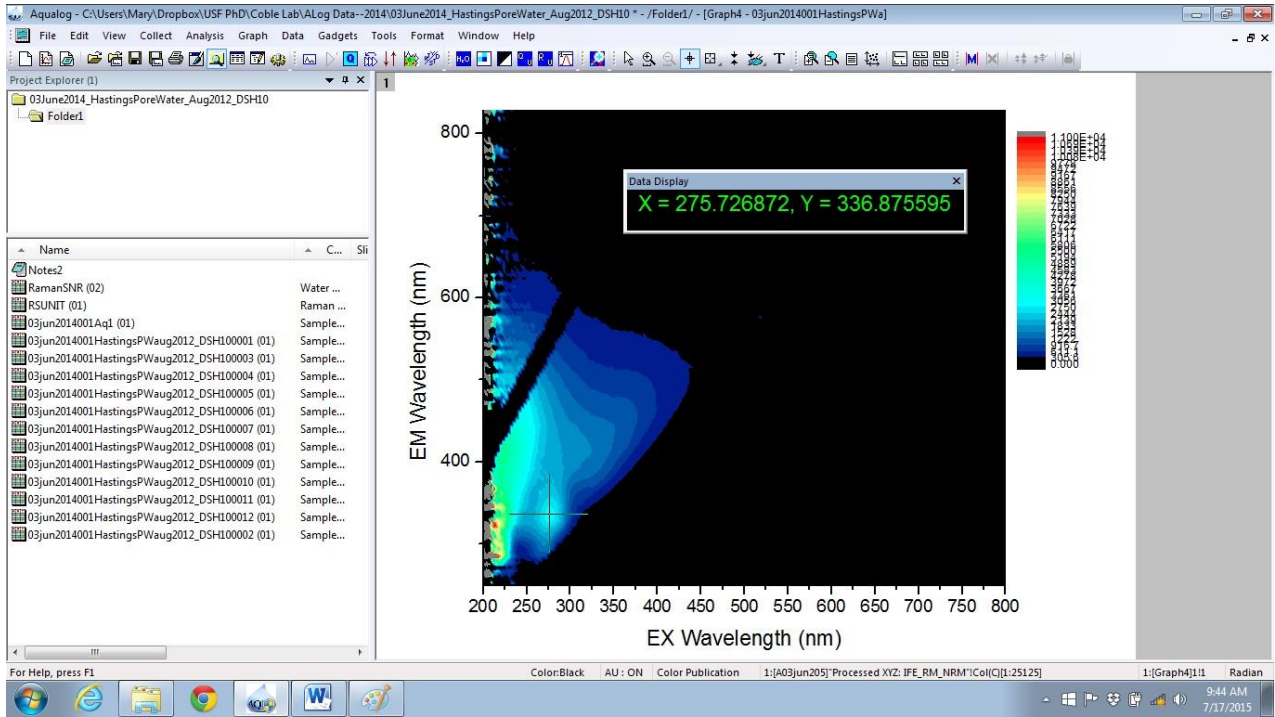 Aqualog - C:\Users\Mary\Dropbox\USF PhD\Coble Lab\ALog Data--2014\03June2014_HastingsPoreWater_Aug2012_DSH10 * - /Folder1/ - [Graph4 - 03jun2014001HastingsPWa]
File Edit View Collect Analysis Graph Data Gadgets Tools Format Window Help
Project Explorer (1)
03June2014_HastingsPoreWater_Aug2012_DSH10
Folder1
Name C... Sli
Notes2
RamanSNR (02) Water ...
RSUNIT (01) Raman ...
03jun2014001Aq1 (01) Sample...
03jun2014001HastingsPWaug2012_DSH100001 (01) Sample...
03jun2014001HastingsPWaug2012_DSH100003 (01) Sample...
03jun2014001HastingsPWaug2012_DSH100004 (01) Sample...
03jun2014001HastingsPWaug2012_DSH100005 (01) Sample...
03jun2014001HastingsPWaug2012_DSH100006 (01) Sample...
03jun2014001HastingsPWaug2012_DSH100007 (01) Sample...
03jun2014001HastingsPWaug2012_DSH100008 (01) Sample...
03jun2014001HastingsPWaug2012_DSH100009 (01) Sample...
03jun2014001HastingsPWaug2012_DSH100010 (01) Sample...
03jun2014001HastingsPWaug2012_DSH100011 (01) Sample...
03jun2014001HastingsPWaug2012_DSH100012 (01) Sample...
03jun2014001HastingsPWaug2012_DSH100002 (01) Sample...
1
Data Display
X = 275.726872, Y = 336.875595
800
600
400
EM Wavelength (nm)
200 250 300 350 400 450 500 550 600 650 700 750 800
EX Wavelength (nm)
1.100E+04
0.000
For Help, press F1
Color:Black AU : ON Color Publication 1:[A03jun205]"Processed XYZ: IFE_RM_NRM"!Col(C)[1:25125] 1:[Graph4]1!1 Radian
9:44 AM
7/17/2015